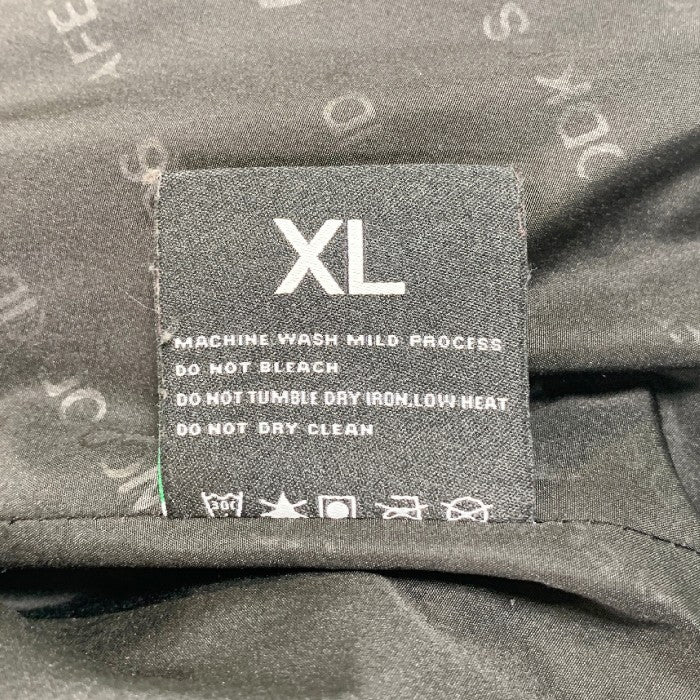 XL
MACHINE WASH MILD PROCESS
DO NOT BLEACH
DO NOT TUMBLE DRY IRON.LOW HEAT
DO NOT DRY CLEAN